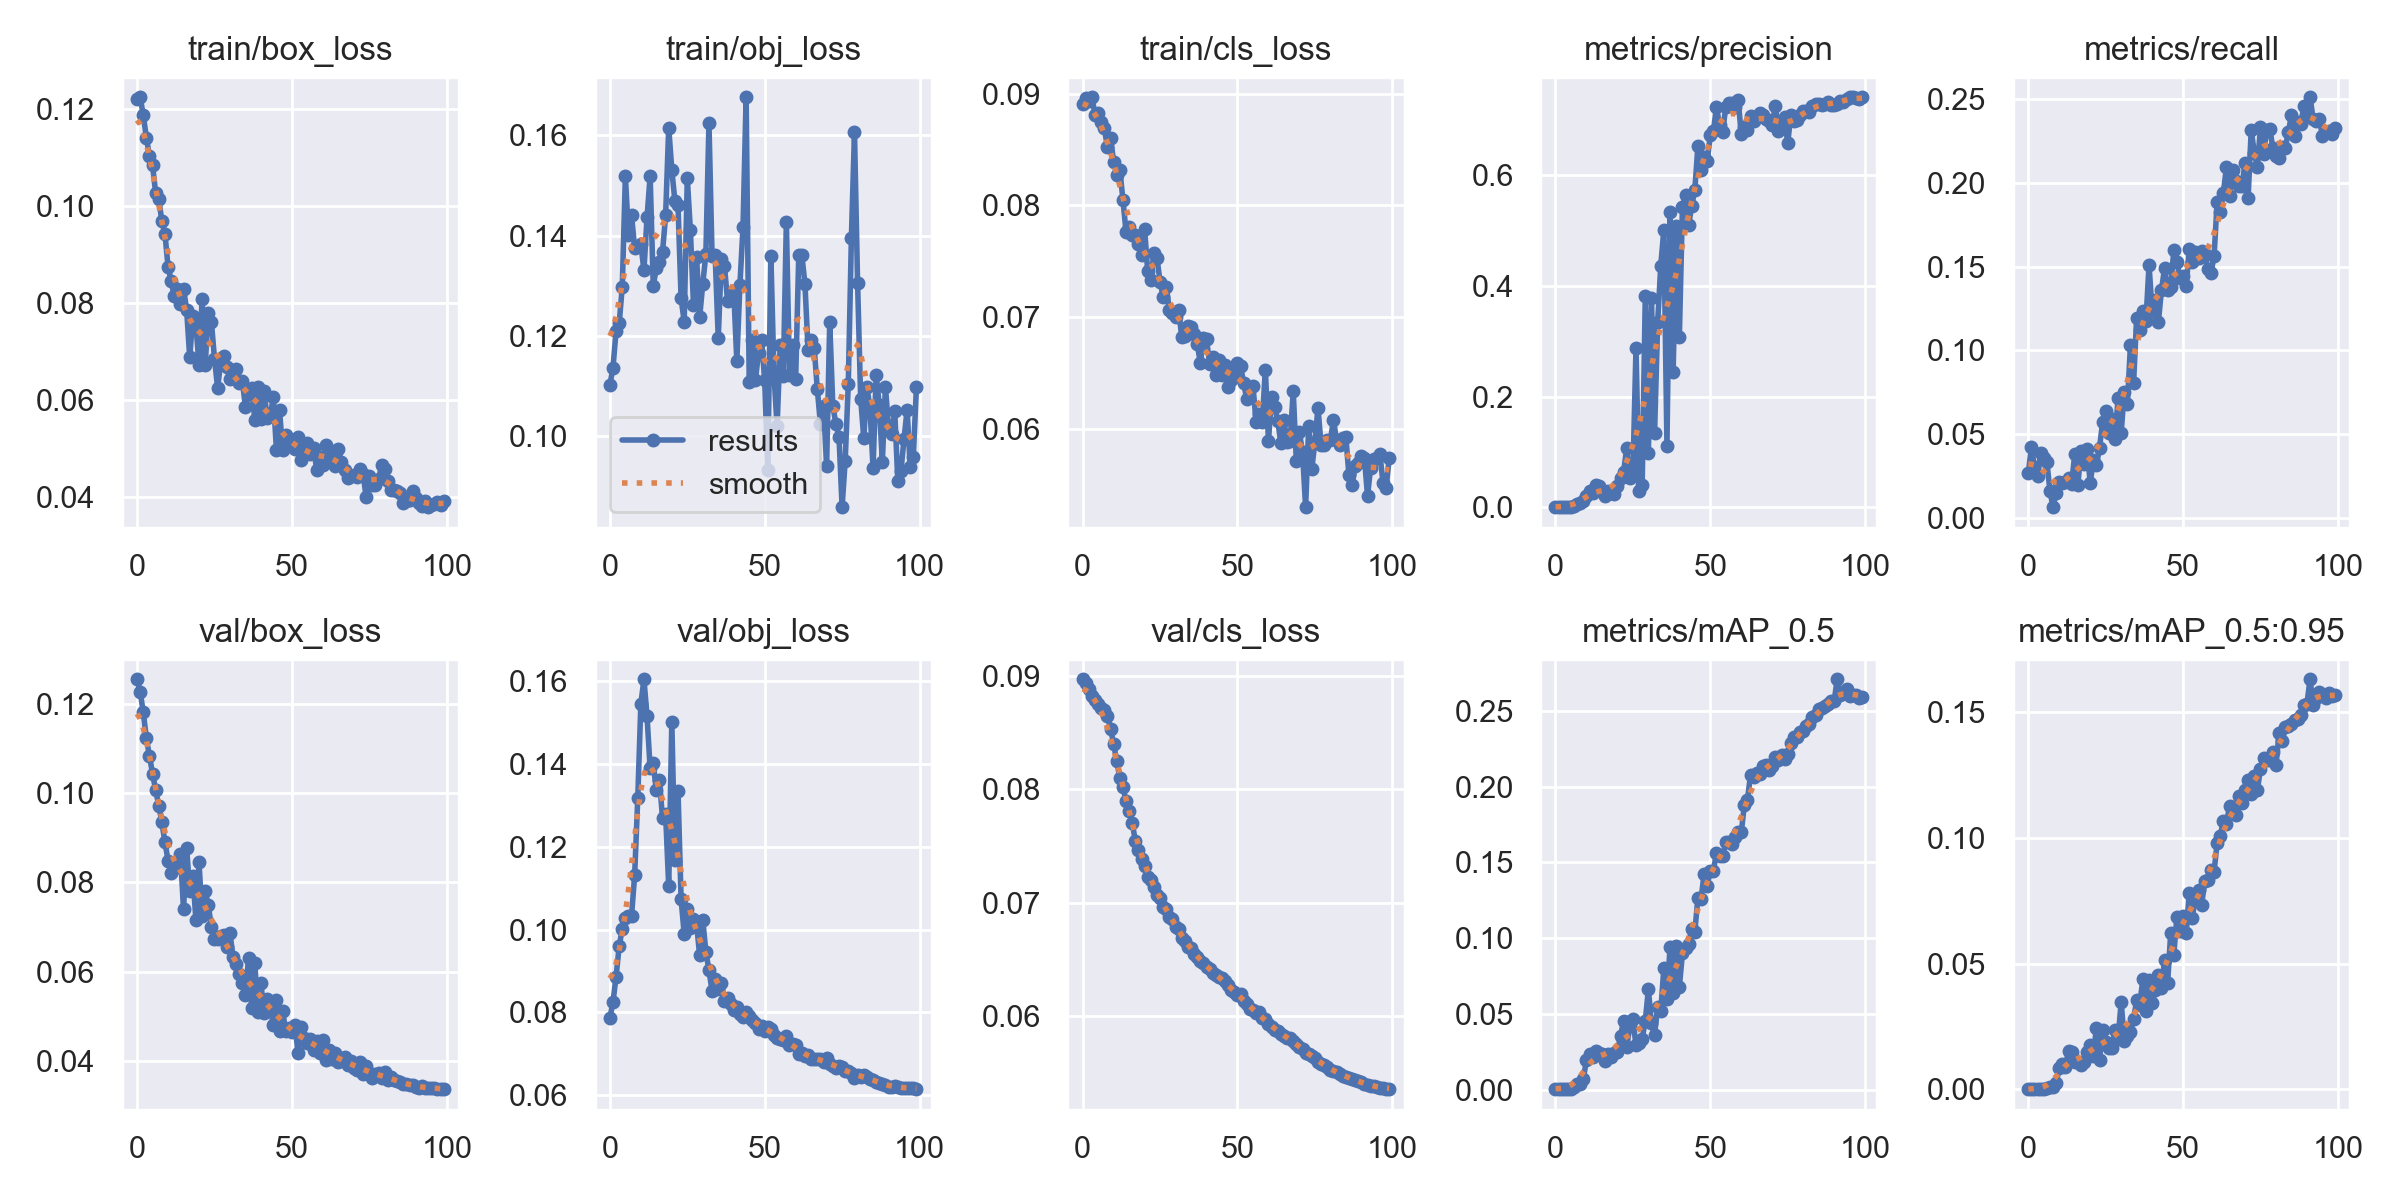 train/box_loss
train/obj_loss
train/cls_loss
metrics/precision
metrics/recall
0.12
0.10
0.08
0.06
0.04
0 50 100
0.16
0.14
0.12
0.10
results
smooth
0 50 100
0.09
0.08
0.07
0.06
0 50 100
0.6
0.4
0.2
0.0
0 50 100
0.25
0.20
0.15
0.10
0.05
0.00
0 50 100
val/box_loss
val/obj_loss
val/cls_loss
metrics/mAP_0.5
metrics/mAP_0.5:0.95
0.12
0.10
0.08
0.06
0.04
0 50 100
0.16
0.14
0.12
0.10
0.08
0.06
0 50 100
0.09
0.08
0.07
0.06
0 50 100
0.25
0.20
0.15
0.10
0.05
0.00
0 50 100
0.15
0.10
0.05
0.00
0 50 100